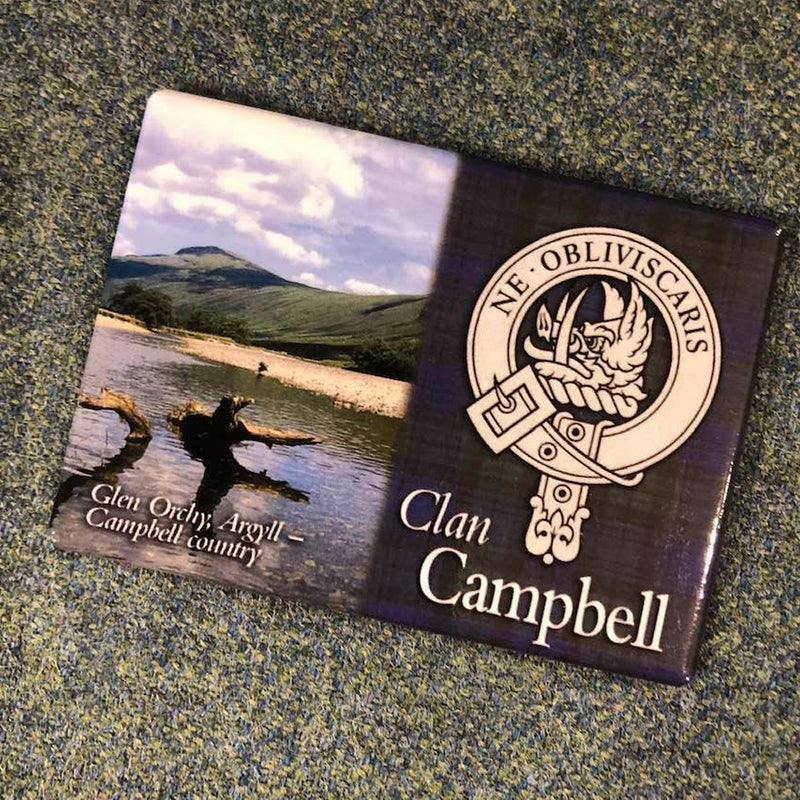 Glen Orchy, Argyll –
Campbell country
NE · OBLIVISCARIS
Clan
Campbell